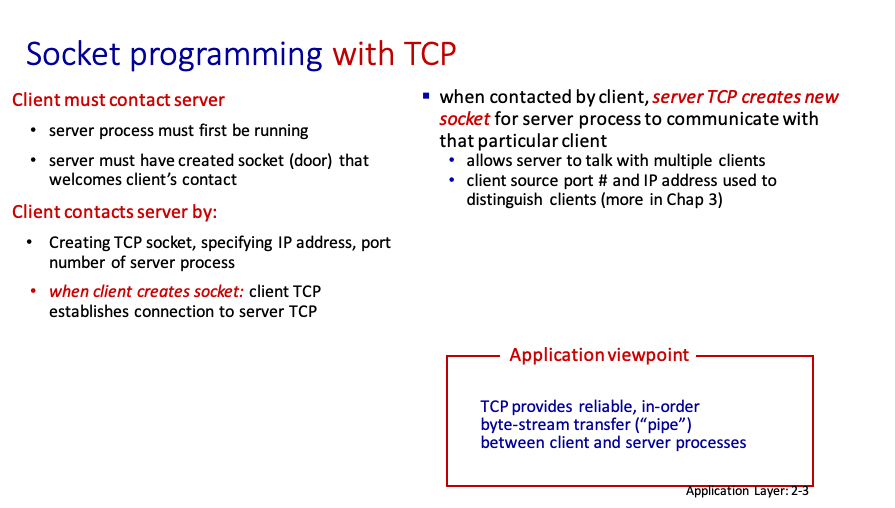 Socket programming with TCP
Client must contact server
• server process must first be running
• server must have created socket (door) that
welcomes client’s contact
Client contacts server by:
• Creating TCP socket, specifying IP address, port
number of server process
• when client creates socket: client TCP
establishes connection to server TCP
▪ when contacted by client, server TCP creates new
socket for server process to communicate with
that particular client
• allows server to talk with multiple clients
• client source port # and IP address used to
distinguish clients (more in Chap 3)
Application viewpoint
TCP provides reliable, in-order
byte-stream transfer (“pipe”)
between client and server processes
Application Layer: 2-3